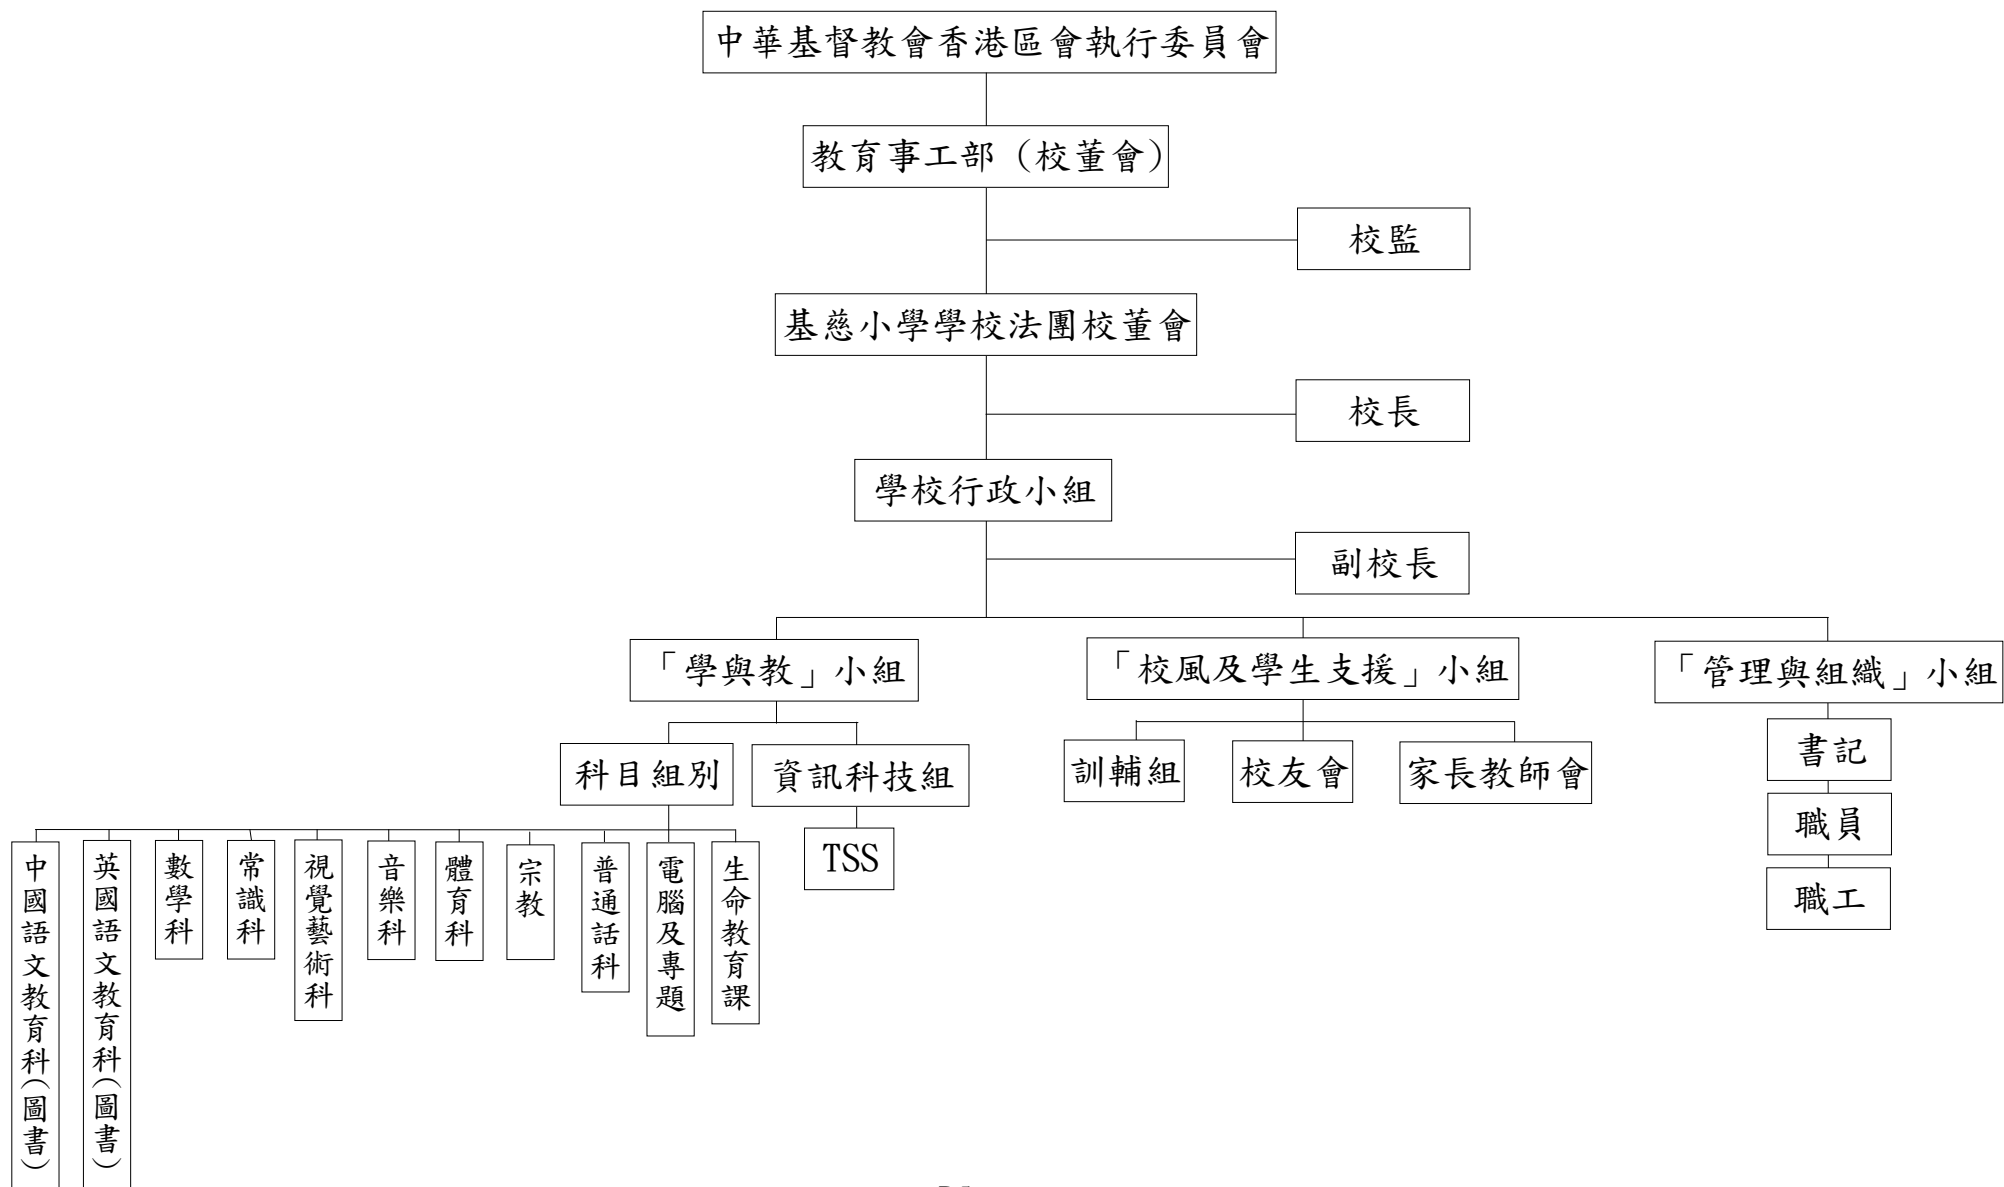 中華基督教會香港區會執行委員會
教育事工部（校董會）
校監
基慈小學學校法團校董會
校長
學校行政小組
副校長
「學與教」小組
「校風及學生支援」小組
「管理與組織」小組
科目組別
資訊科技組
訓輔組
校友會
家長教師會
書記
職員
職工
TSS
中國語文教育科(圖書)
英國語文教育科(圖書)
數學科
常識科
視覺藝術科
音樂科
體育科
宗教
普通話科
電腦及專題
生命教育課